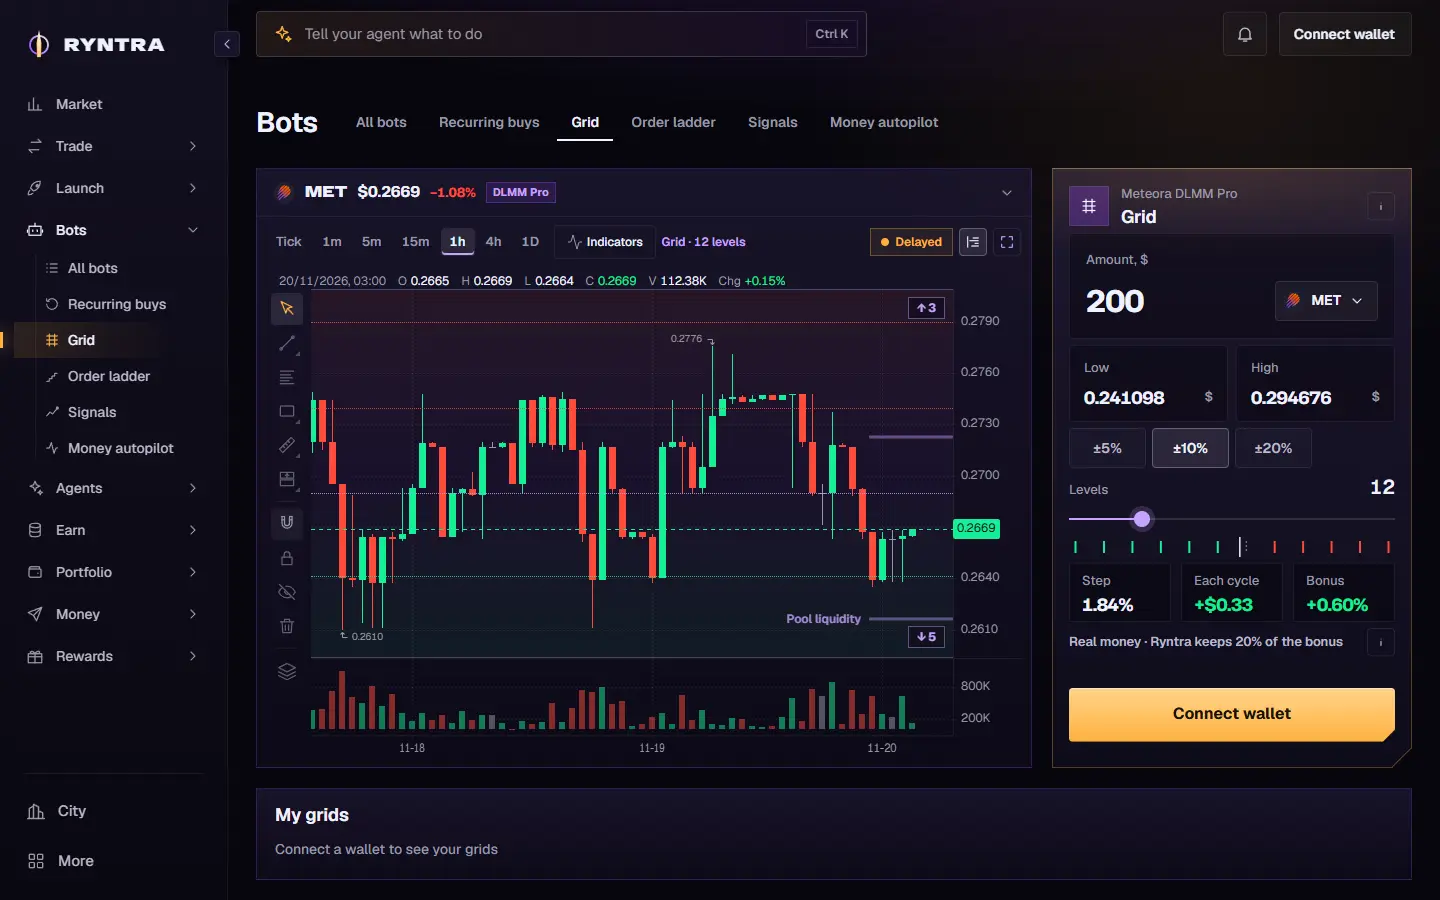 RYNTRA
Tell your agent what to do
Ctrl K
Connect wallet
Market
Trade
Launch
Bots
All bots
Recurring buys
Grid
Order ladder
Signals
Money autopilot
Agents
Earn
Portfolio
Money
Rewards
City
More
Bots
All bots Recurring buys Grid Order ladder Signals Money autopilot
MET $0.2669 −1.08% DLMM Pro
Tick 1m 5m 15m 1h 4h 1D Indicators Grid · 12 levels Delayed
20/11/2026, 03:00 O 0.2665 H 0.2669 L 0.2664 C 0.2669 V 112.38K Chg +0.15%
↑3
0.2790
0.2776
0.2760
0.2730
0.2700
0.2669
0.2640
Pool liquidity
0.2610
↓5
0.2610
800K
200K
11-18 11-19 11-20
Meteora DLMM Pro
Grid
i
Amount, $
200
MET
Low
0.241098 $
High
0.294676 $
±5% ±10% ±20%
Levels 12
Step
1.84%
Each cycle
+$0.33
Bonus
+0.60%
Real money · Ryntra keeps 20% of the bonus
i
Connect wallet
My grids
Connect a wallet to see your grids